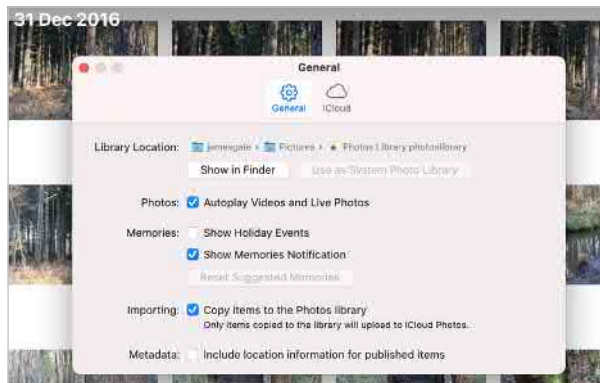 31 Dec 2016
General
General iCloud
Library Location: jamesgale › Pictures › Photos Library.photoslibrary
Show in Finder Use as System Photo Library
Photos: Autoplay Videos and Live Photos
Memories: Show Holiday Events
Show Memories Notification
Reset Suggested Memories
Importing: Copy items to the Photos library
Only items copied to the library will upload to iCloud Photos.
Metadata: Include location information for published items